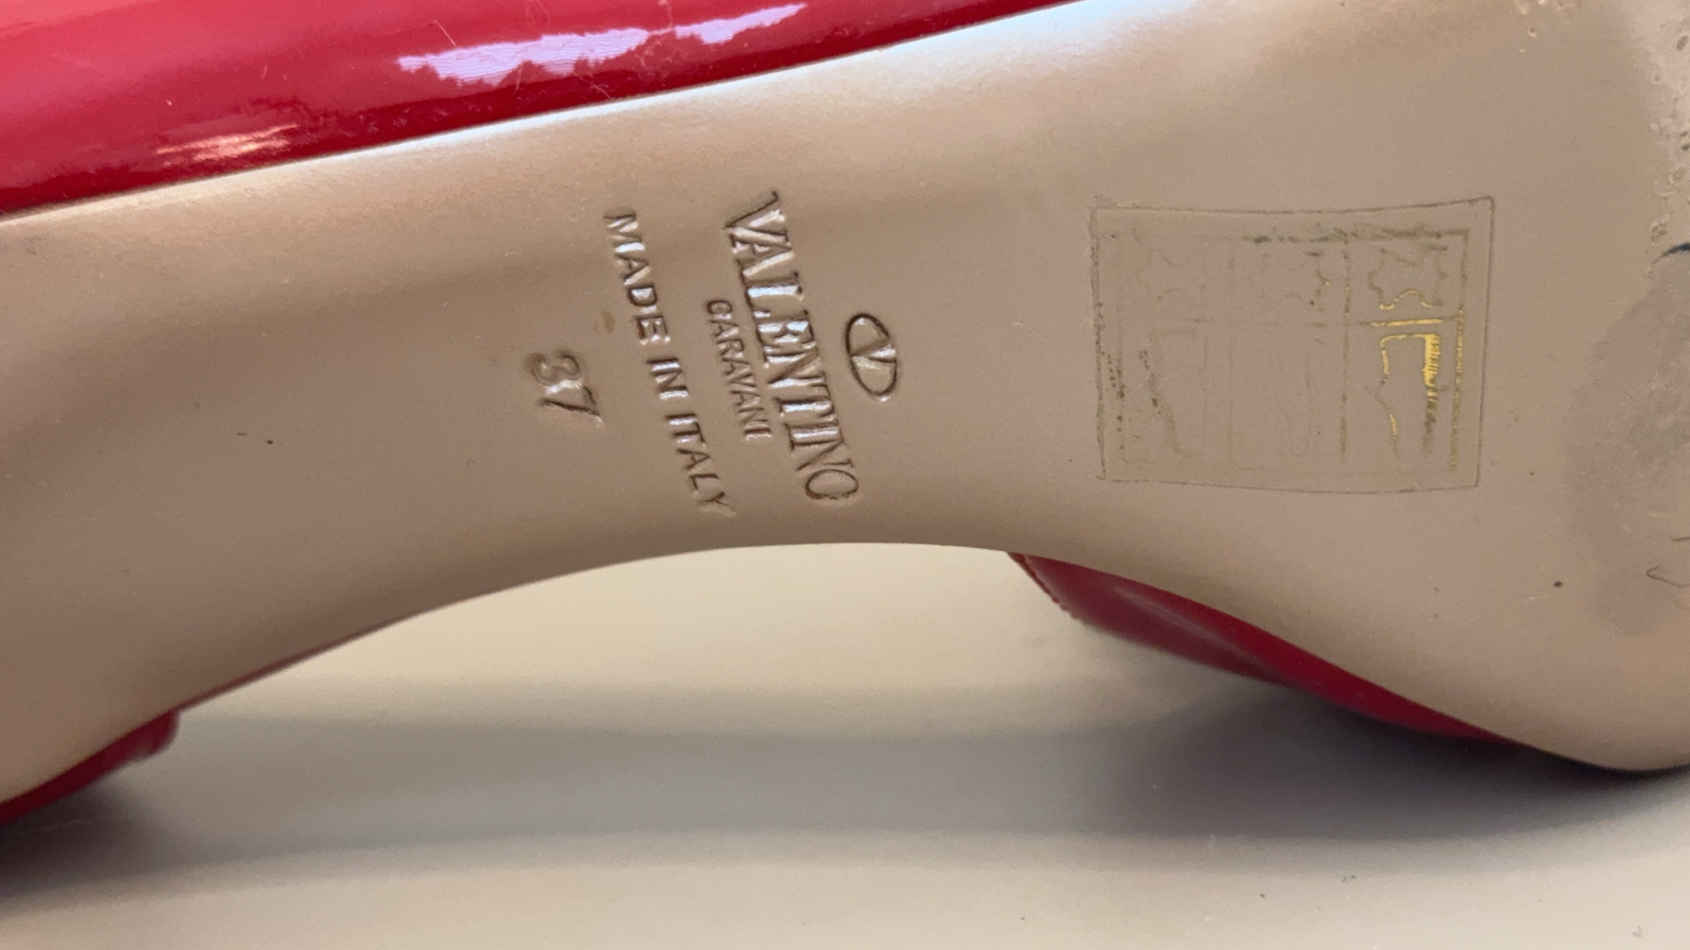 V
VALENTINO
GARAVANI
MADE IN ITALY
37